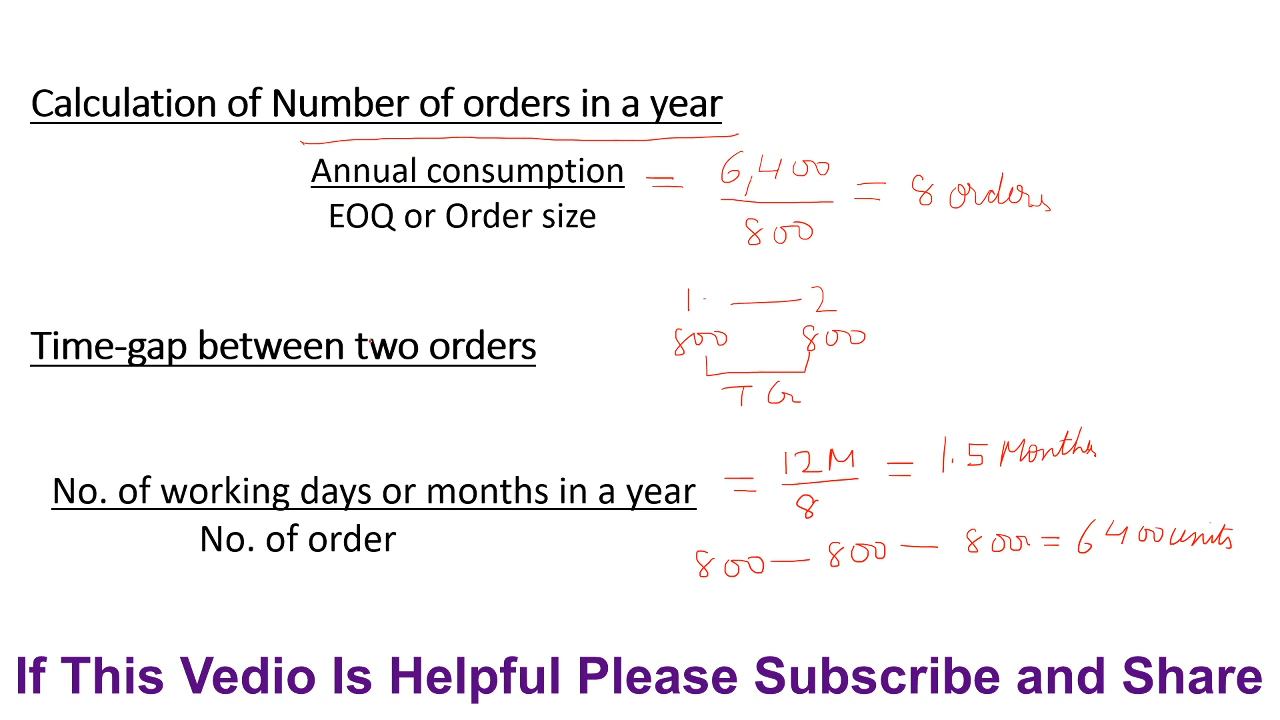 Calculation of Number of orders in a year
Annual consumption = 6,400 = 8 orders
EOQ or Order size 800
1 — 2
800 800
Time-gap between two orders
T G
No. of working days or months in a year = 12M = 1.5 Months
No. of order 8
800 — 800 — 800 = 6400 units
If This Vedio Is Helpful Please Subscribe and Share